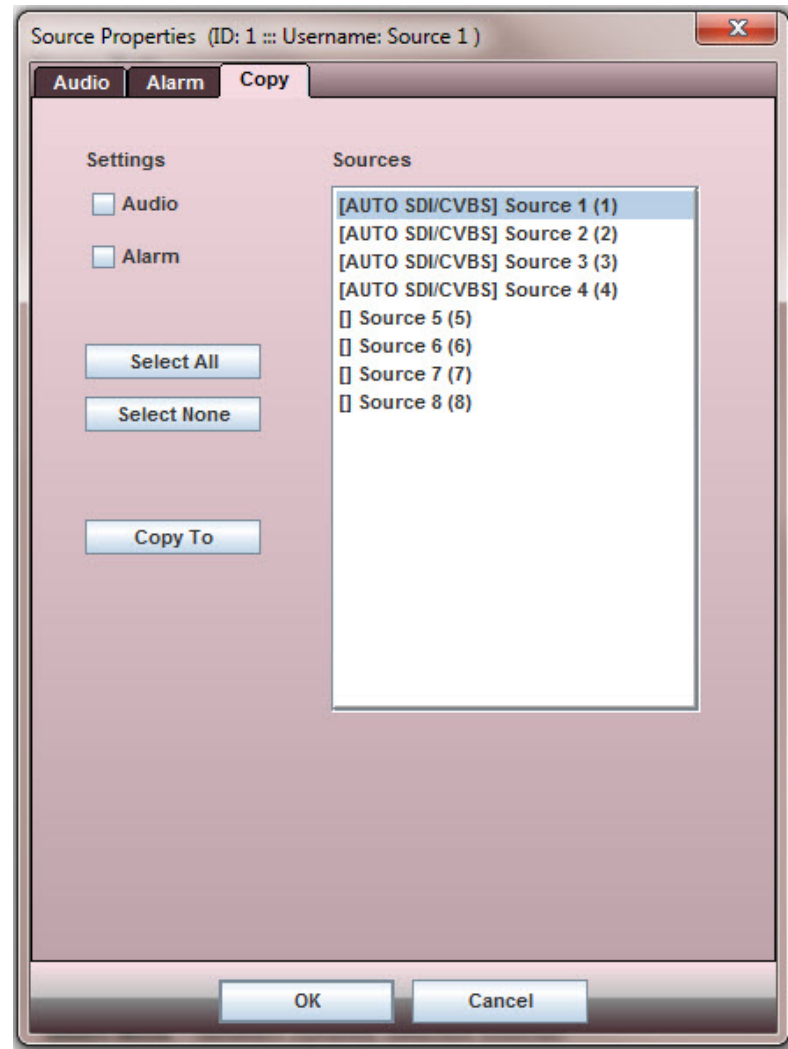 Source Properties (ID: 1 ::: Username: Source 1 )
Audio Alarm Copy
Settings
Audio
Alarm
Select All
Select None
Copy To
Sources
[AUTO SDI/CVBS] Source 1 (1)
[AUTO SDI/CVBS] Source 2 (2)
[AUTO SDI/CVBS] Source 3 (3)
[AUTO SDI/CVBS] Source 4 (4)
[] Source 5 (5)
[] Source 6 (6)
[] Source 7 (7)
[] Source 8 (8)
OK Cancel